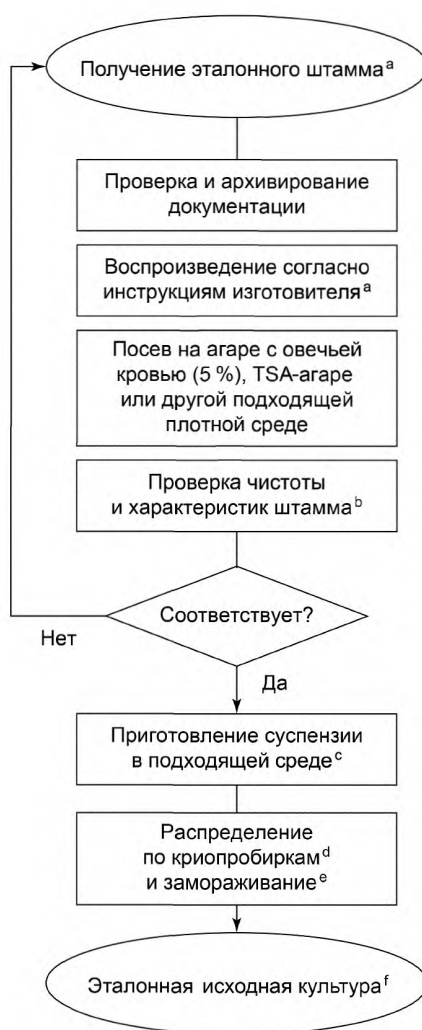 Получение эталонного штамма a
Проверка и архивирование
документации
Воспроизведение согласно
инструкциям изготовителя a
Посев на агаре с овечьей
кровью (5 %), TSA-агаре
или другой подходящей
плотной среде
Проверка чистоты
и характеристик штамма b
Соответствует?
Нет
Да
Приготовление суспензии
в подходящей среде c
Распределение
по криопробиркам d
и замораживание e
Эталонная исходная культура f